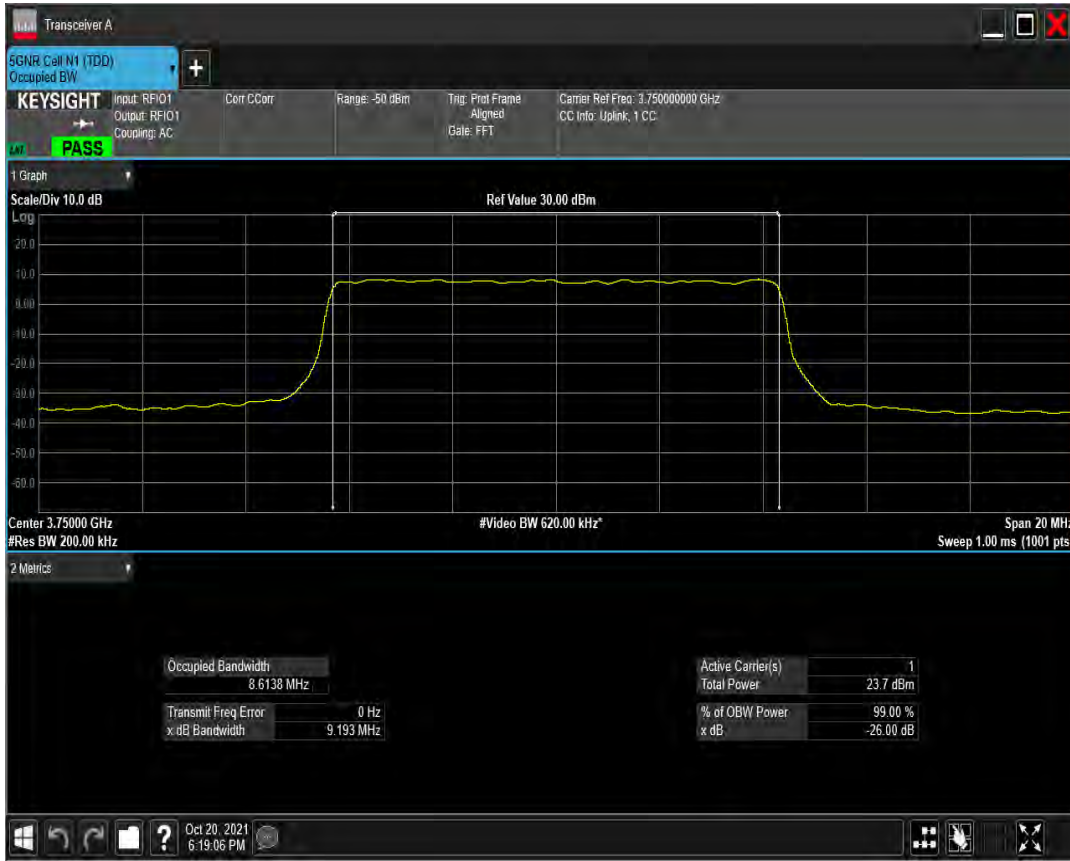 Transceiver A
5GNR Cell N1 (TDD)
Occupied BW
+
KEYSIGHT
Input: RFIO1
Output: RFIO1
Coupling: AC
Corr CCorr
Range: -50 dBm
Trig: Prot Frame
Aligned
Gate: FFT
Carrier Ref Freq: 3.750000000 GHz
CC Info: Uplink, 1 CC
PASS
1 Graph
Scale/Div 10.0 dB
Ref Value 30.00 dBm
Log
20.0
10.0
0.00
-10.0
-20.0
-30.0
-40.0
-50.0
-60.0
Center 3.75000 GHz
#Video BW 620.00 kHz*
Span 20 MHz
#Res BW 200.00 kHz
Sweep 1.00 ms (1001 pts
2 Metrics
Occupied Bandwidth
8.6138 MHz
Transmit Freq Error 0 Hz
x dB Bandwidth 9.193 MHz
Active Carrier(s) 1
Total Power 23.7 dBm
% of OBW Power 99.00 %
x dB -26.00 dB
?
Oct 20, 2021
6:19:06 PM